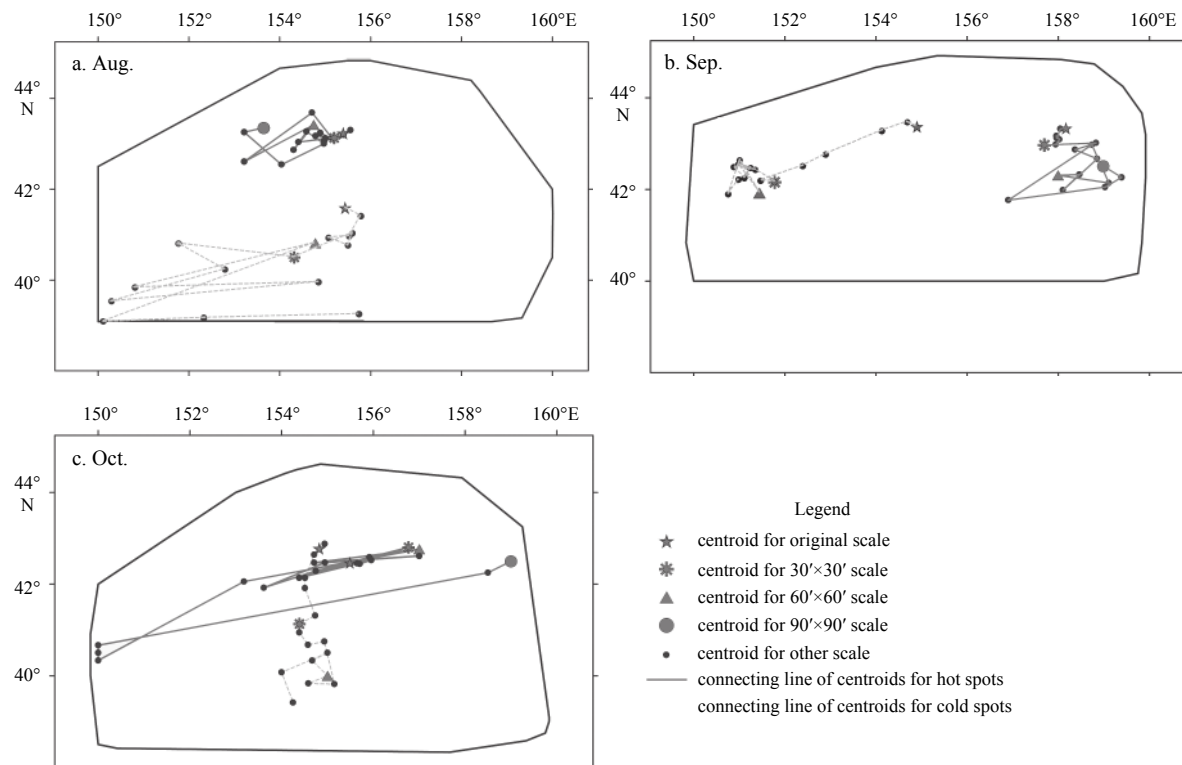 150° 152° 154° 156° 158° 160°E
a. Aug.
44°
N
42°
40°
150° 152° 154° 156° 158° 160°E
b. Sep.
44°
N
42°
40°
150° 152° 154° 156° 158° 160°E
c. Oct.
44°
N
42°
40°
Legend
centroid for original scale
centroid for 30′×30′ scale
centroid for 60′×60′ scale
centroid for 90′×90′ scale
centroid for other scale
connecting line of centroids for hot spots
connecting line of centroids for cold spots